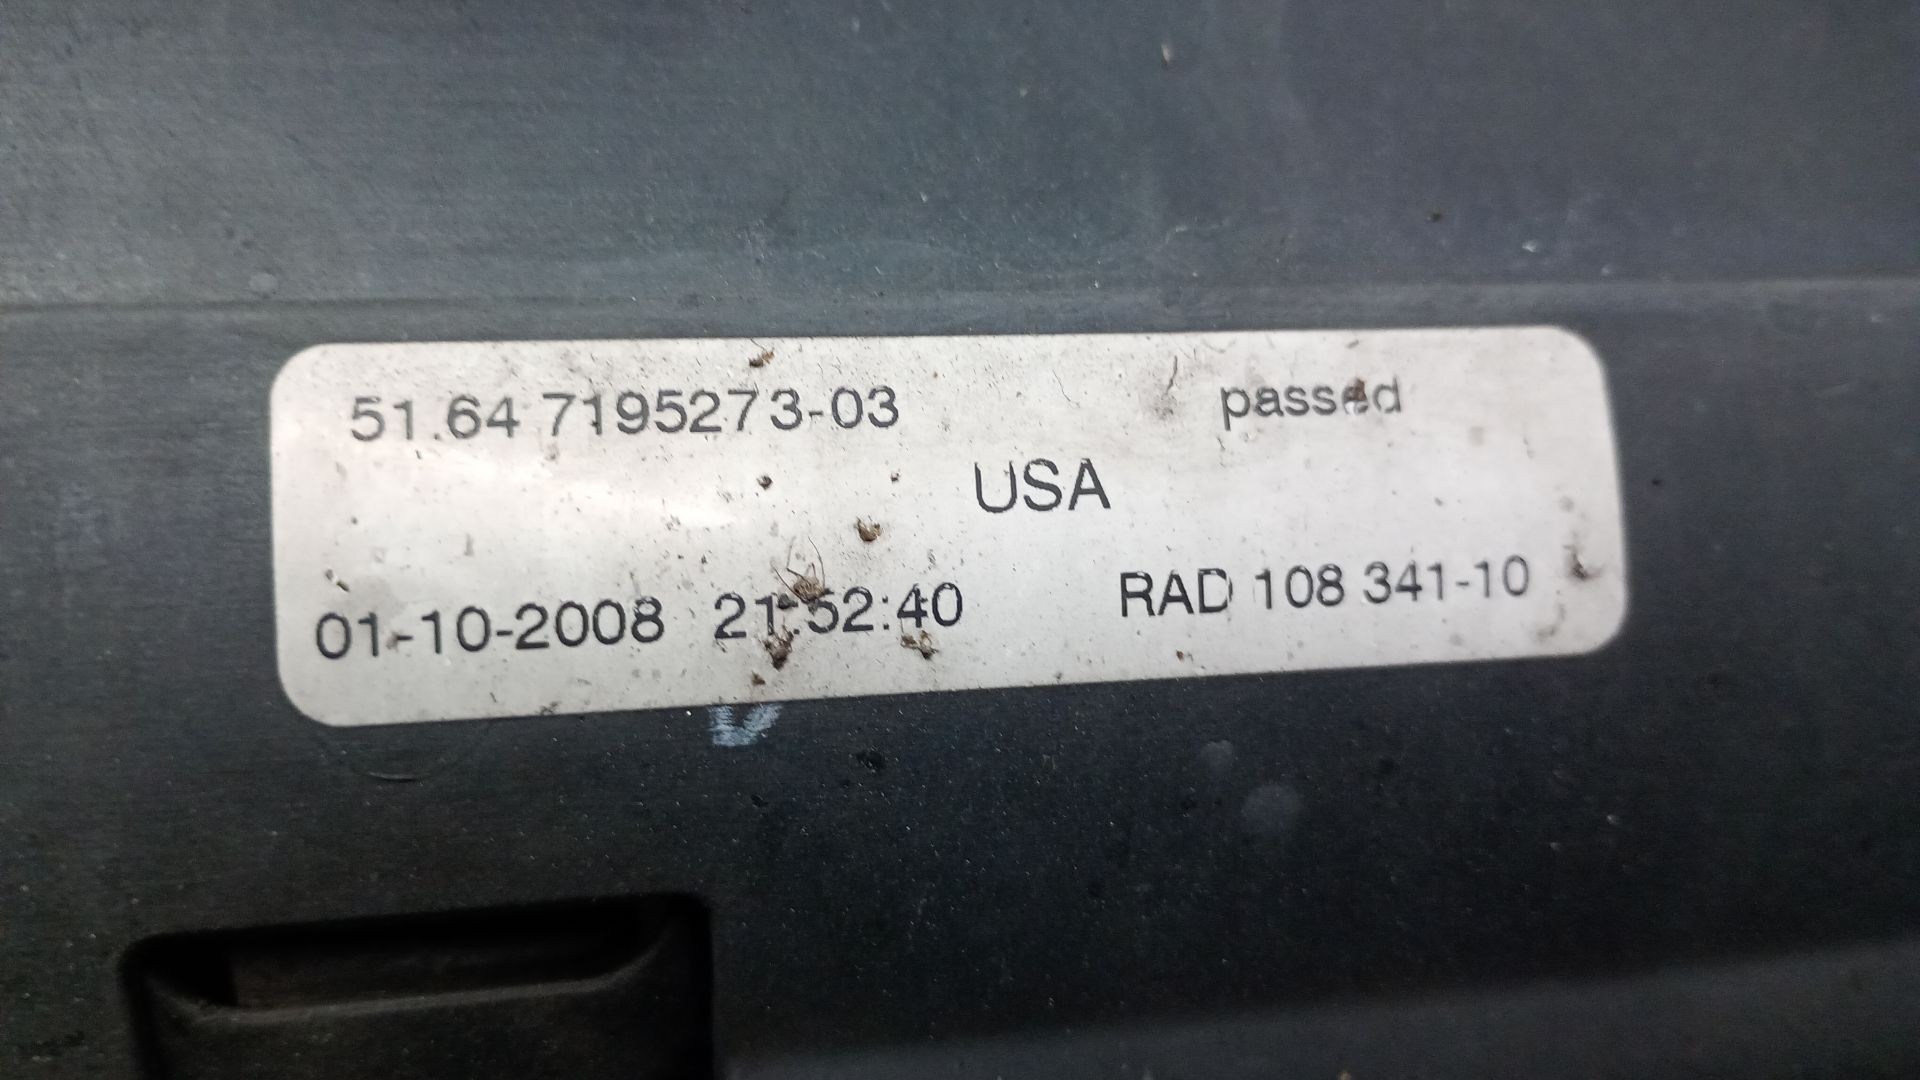 51.64 7195273-03 passed
USA
01-10-2008 21:52:40 RAD 108 341-10